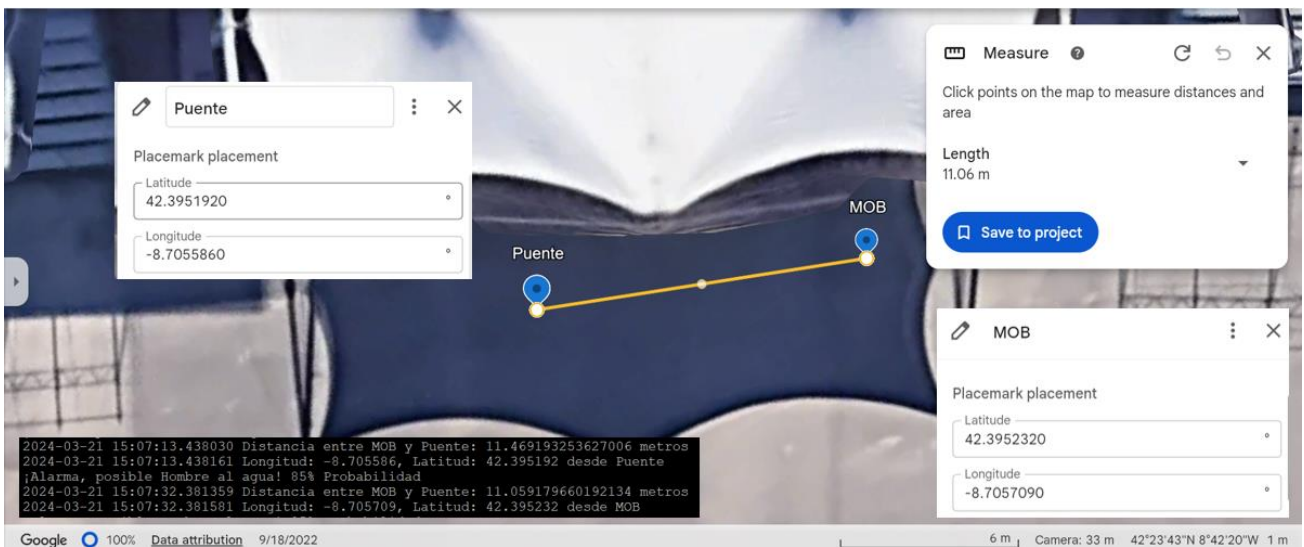 Puente
Placemark placement
Latitude
42.3951920
°
Longitude
-8.7055860
°
Measure
Click points on the map to measure distances and
area
Length
11.06 m
Save to project
MOB
Puente
MOB
Placemark placement
Latitude
42.3952320
°
Longitude
-8.7057090
°
2024-03-21 15:07:13.438030 Distancia entre MOB y Puente: 11.469193253627006 metros
2024-03-21 15:07:13.438161 Longitud: -8.705586, Latitud: 42.395192 desde Puente
¡Alarma, posible Hombre al agua! 85% Probabilidad
2024-03-21 15:07:32.381359 Distancia entre MOB y Puente: 11.059179660192134 metros
2024-03-21 15:07:32.381581 Longitud: -8.705709, Latitud: 42.395232 desde MOB
Google 100% Data attribution 9/18/2022 6 m Camera: 33 m 42°23'43"N 8°42'20"W 1 m